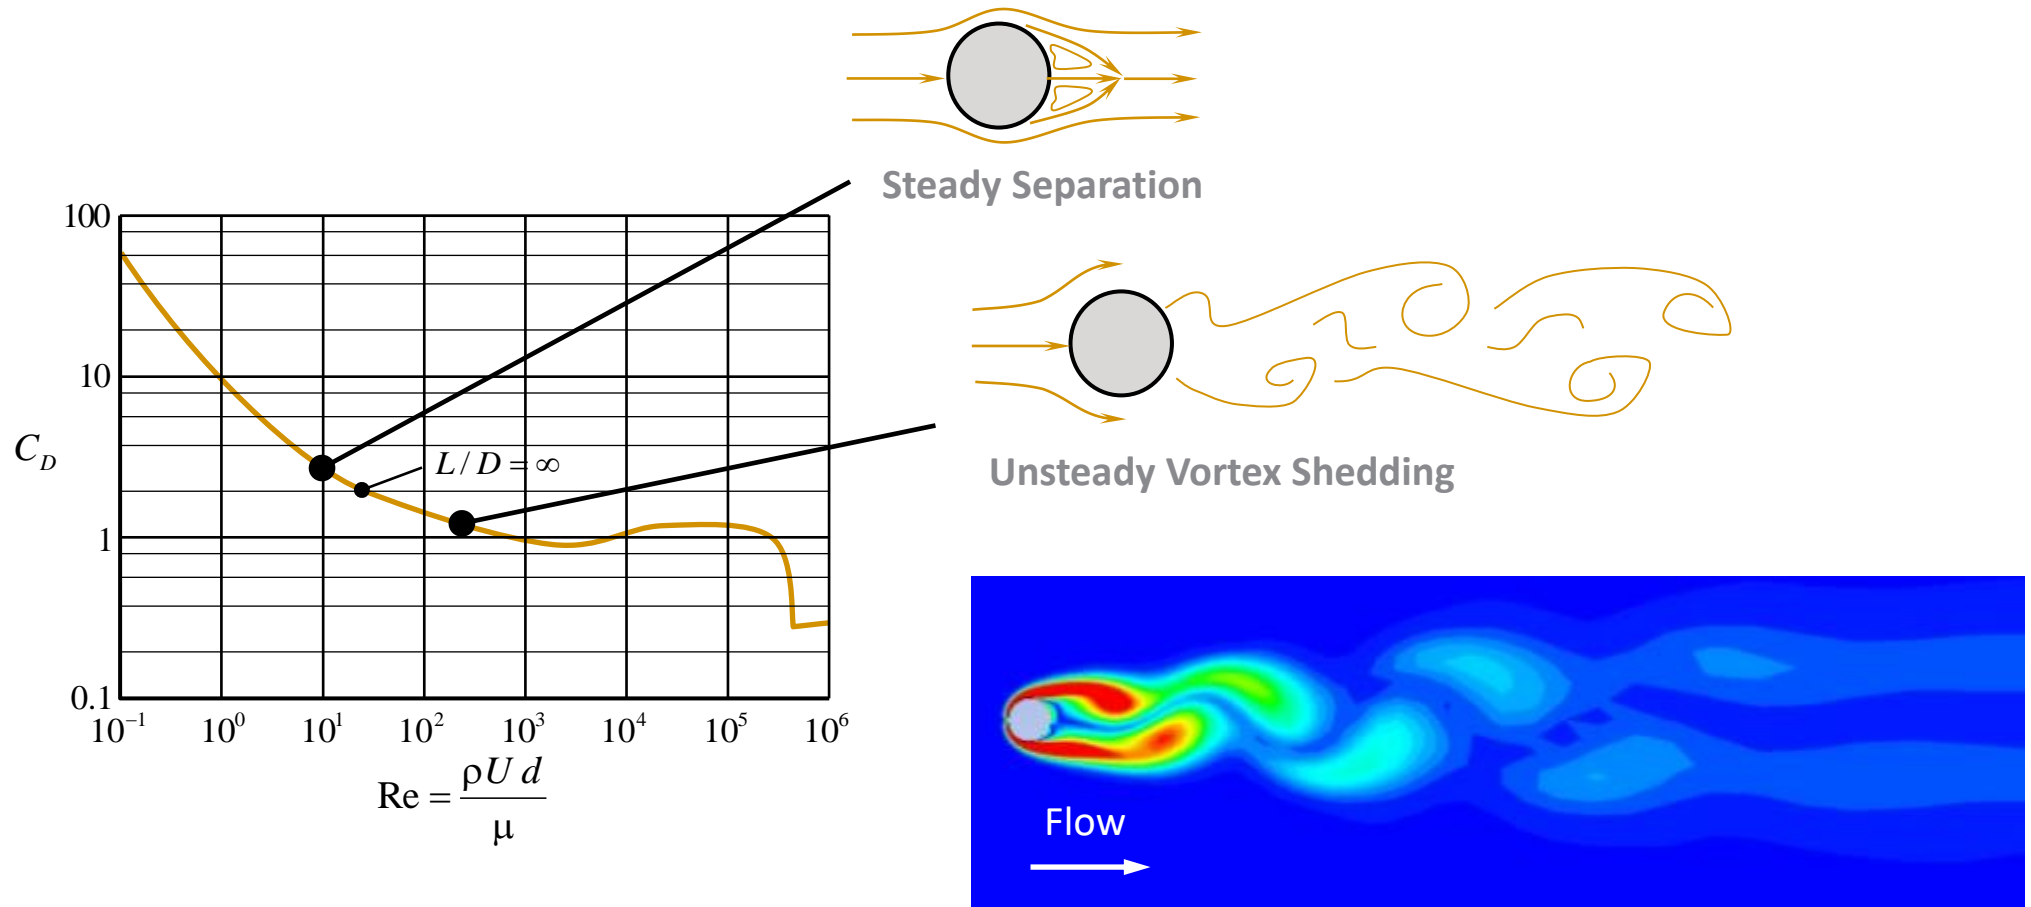 Steady Separation
100
10
C_D
L / D = ∞
1
0.1
10⁻¹ 10⁰ 10¹ 10² 10³ 10⁴ 10⁵ 10⁶
Re = ρU d / μ
Unsteady Vortex Shedding
Flow